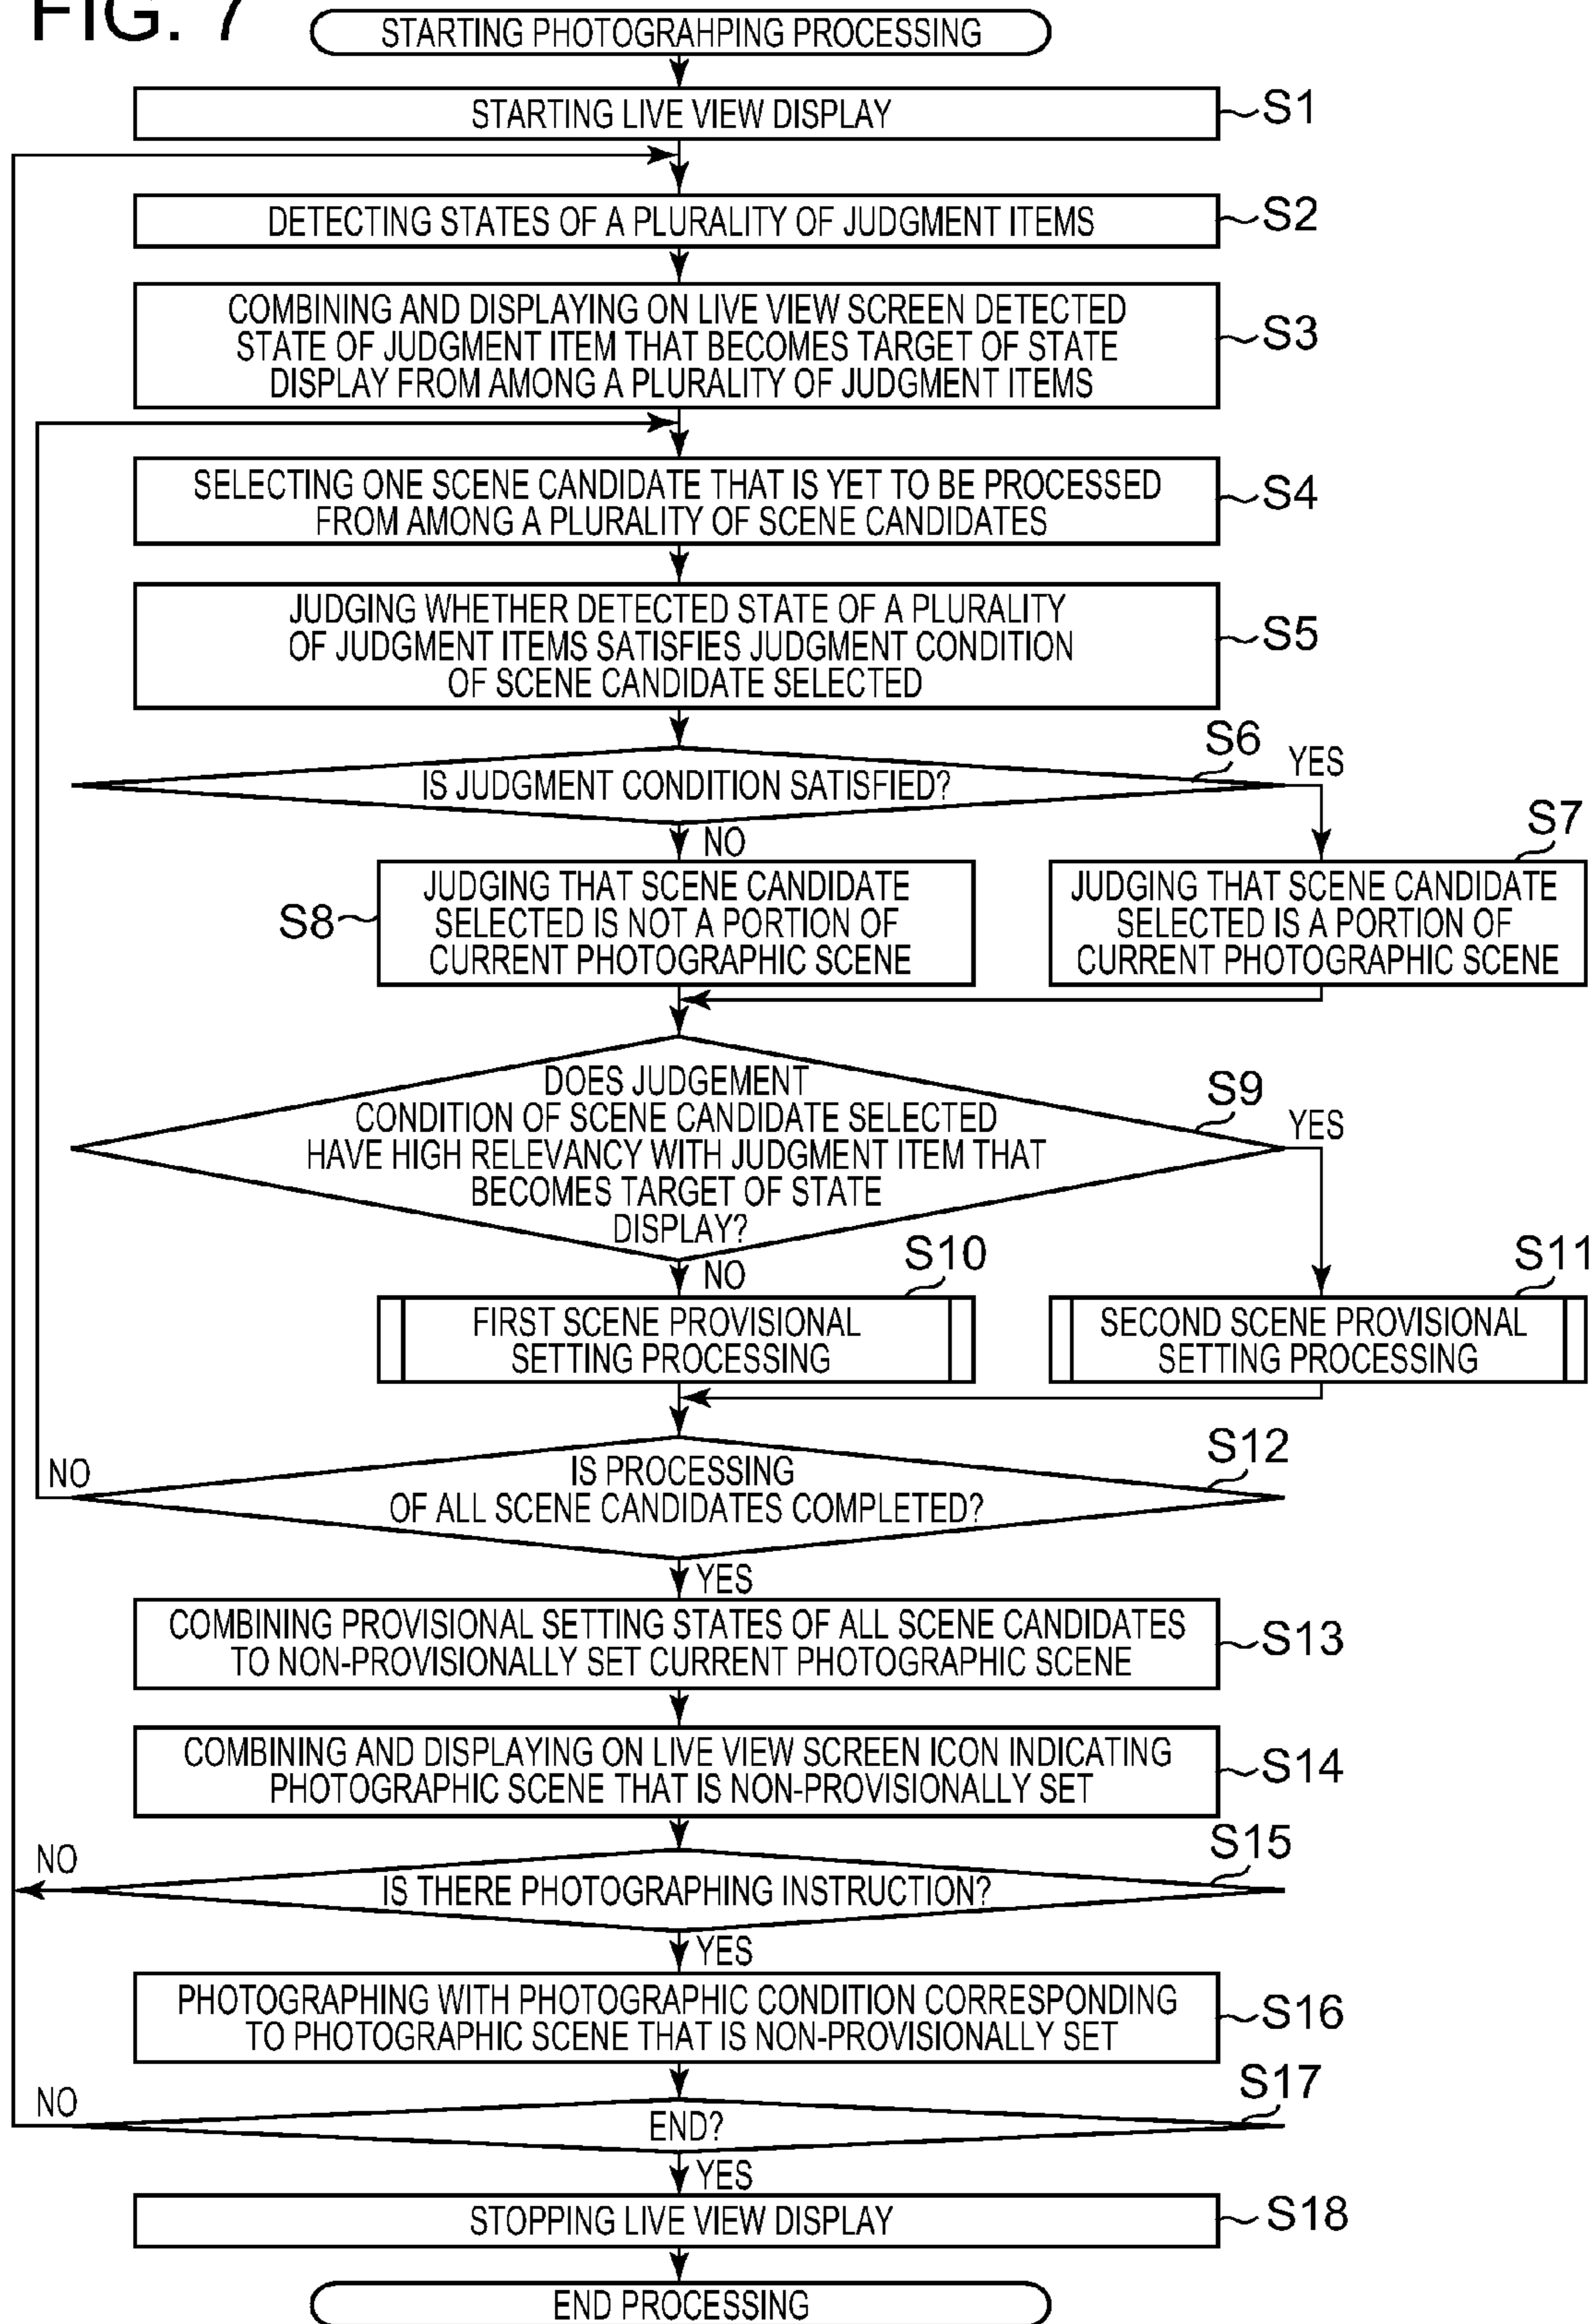 FIG. 7
STARTING PHOTOGRAHPING PROCESSING
STARTING LIVE VIEW DISPLAY
S1
DETECTING STATES OF A PLURALITY OF JUDGMENT ITEMS
S2
COMBINING AND DISPLAYING ON LIVE VIEW SCREEN DETECTED
STATE OF JUDGMENT ITEM THAT BECOMES TARGET OF STATE
DISPLAY FROM AMONG A PLURALITY OF JUDGMENT ITEMS
S3
SELECTING ONE SCENE CANDIDATE THAT IS YET TO BE PROCESSED
FROM AMONG A PLURALITY OF SCENE CANDIDATES
S4
JUDGING WHETHER DETECTED STATE OF A PLURALITY
OF JUDGMENT ITEMS SATISFIES JUDGMENT CONDITION
OF SCENE CANDIDATE SELECTED
S5
S6
IS JUDGMENT CONDITION SATISFIED?
YES
NO
S7
JUDGING THAT SCENE CANDIDATE
SELECTED IS NOT A PORTION OF
CURRENT PHOTOGRAPHIC SCENE
S8
JUDGING THAT SCENE CANDIDATE
SELECTED IS A PORTION OF
CURRENT PHOTOGRAPHIC SCENE
DOES JUDGEMENT
CONDITION OF SCENE CANDIDATE SELECTED
HAVE HIGH RELEVANCY WITH JUDGMENT ITEM THAT
BECOMES TARGET OF STATE
DISPLAY?
S9
YES
NO
S10
S11
FIRST SCENE PROVISIONAL
SETTING PROCESSING
SECOND SCENE PROVISIONAL
SETTING PROCESSING
S12
NO
IS PROCESSING
OF ALL SCENE CANDIDATES COMPLETED?
YES
COMBINING PROVISIONAL SETTING STATES OF ALL SCENE CANDIDATES
TO NON-PROVISIONALLY SET CURRENT PHOTOGRAPHIC SCENE
S13
COMBINING AND DISPLAYING ON LIVE VIEW SCREEN ICON INDICATING
PHOTOGRAPHIC SCENE THAT IS NON-PROVISIONALLY SET
S14
S15
NO
IS THERE PHOTOGRAPHING INSTRUCTION?
YES
PHOTOGRAPHING WITH PHOTOGRAPHIC CONDITION CORRESPONDING
TO PHOTOGRAPHIC SCENE THAT IS NON-PROVISIONALLY SET
S16
S17
NO
END?
YES
STOPPING LIVE VIEW DISPLAY
S18
END PROCESSING